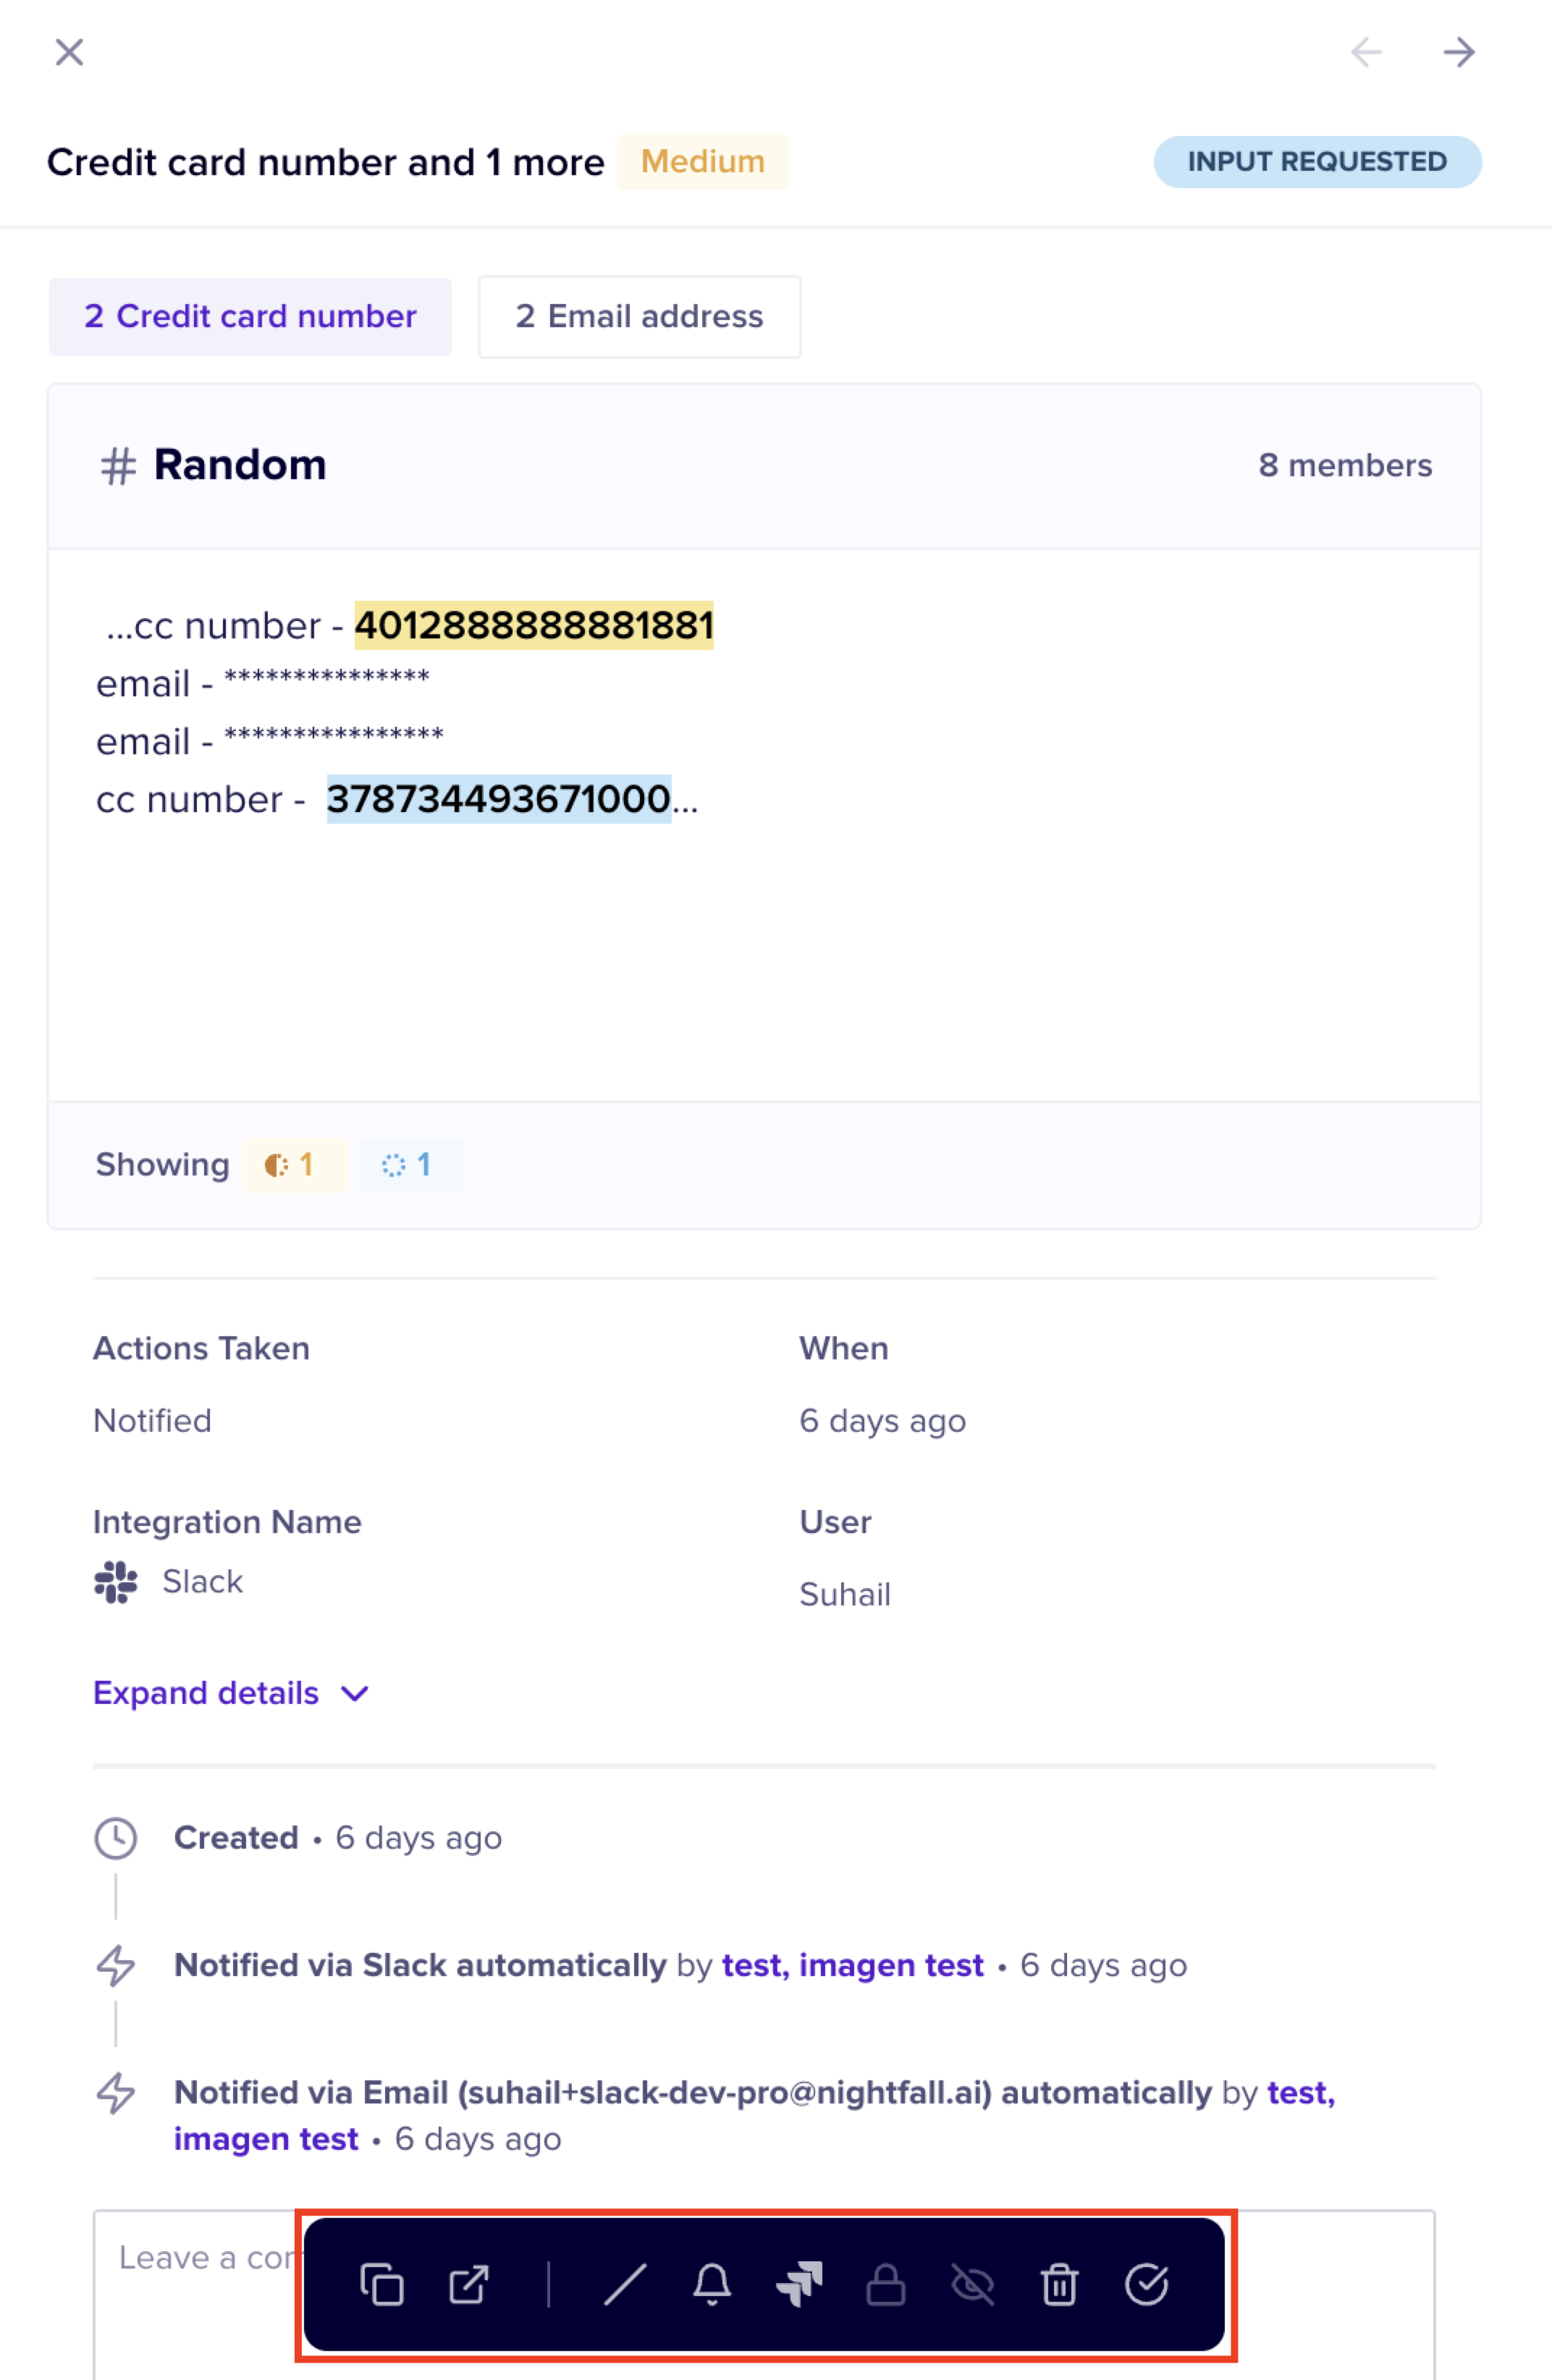 Credit card number and 1 more Medium INPUT REQUESTED
2 Credit card number 2 Email address
# Random 8 members
...cc number - 4012888888881881
email - ***************
email - ****************
cc number - 378734493671000...
Showing 1 1
Actions Taken When
Notified 6 days ago
Integration Name User
Slack Suhail
Expand details
Created • 6 days ago
Notified via Slack automatically by test, imagen test • 6 days ago
Notified via Email (suhail+slack-dev-pro@nightfall.ai) automatically by test,
imagen test • 6 days ago
Leave a